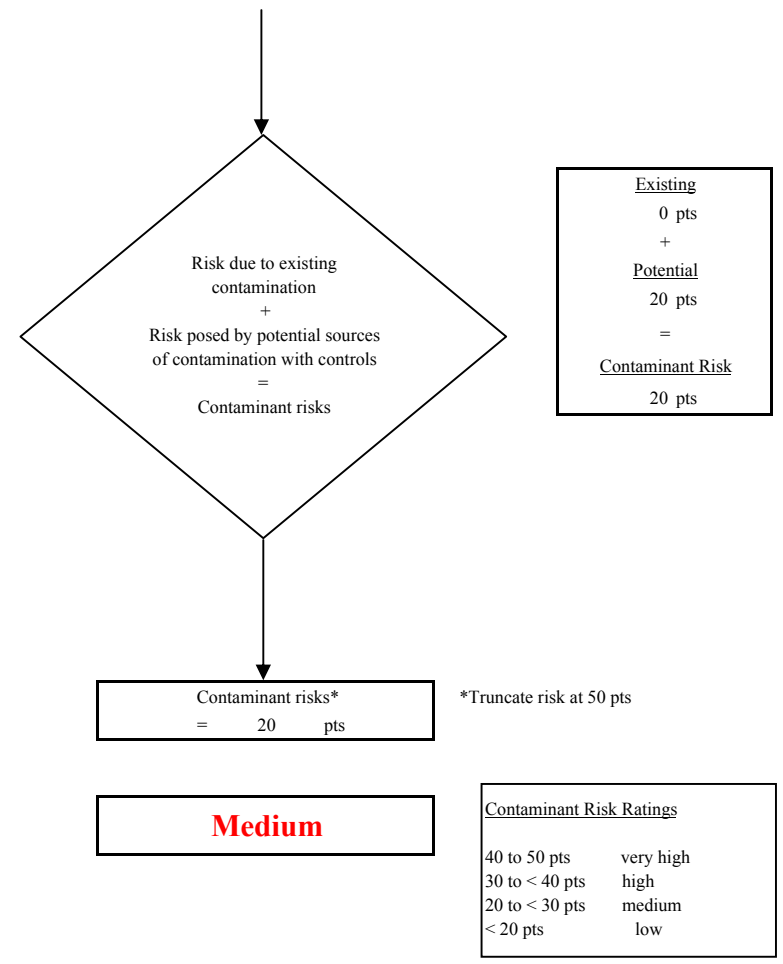 Risk due to existing
contamination
+
Risk posed by potential sources
of contamination with controls
=
Contaminant risks
Existing
0 pts
+
Potential
20 pts
=
Contaminant Risk
20 pts
Contaminant risks*
= 20 pts
*Truncate risk at 50 pts
Medium
Contaminant Risk Ratings
40 to 50 pts very high
30 to < 40 pts high
20 to < 30 pts medium
< 20 pts low